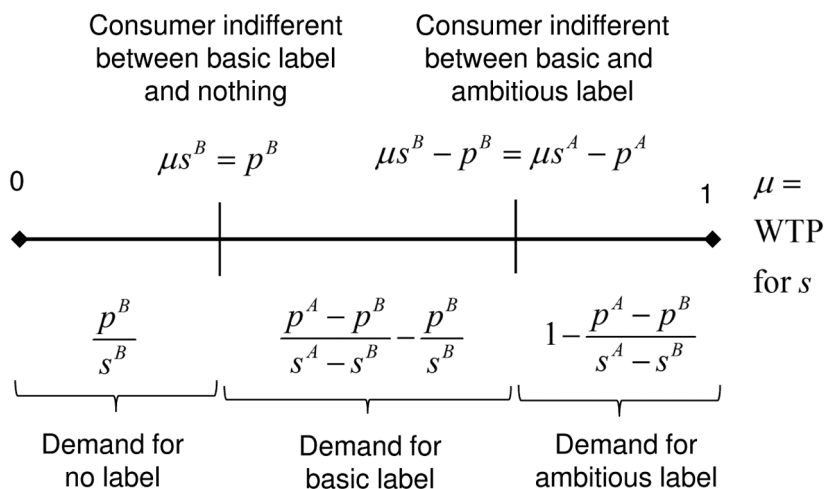 Consumer indifferent
between basic label
and nothing
Consumer indifferent
between basic and
ambitious label
μs^B = p^B
μs^B − p^B = μs^A − p^A
0
1
μ =
WTP
for s
p^B / s^B
(p^A − p^B) / (s^A − s^B) − p^B / s^B
1 − (p^A − p^B) / (s^A − s^B)
Demand for
no label
Demand for
basic label
Demand for
ambitious label